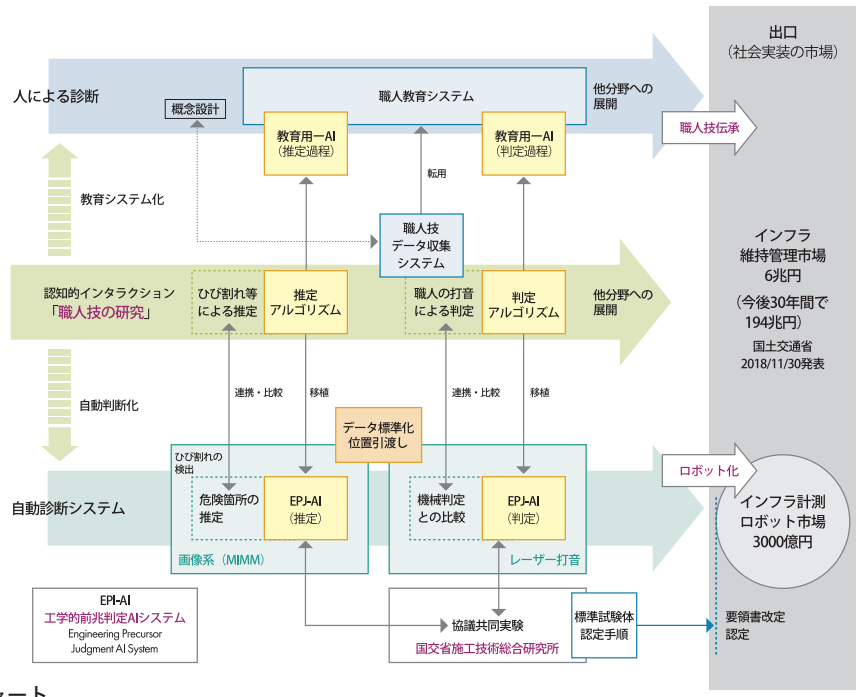 出口
(社会実装の市場)
人による診断
概念設計
職人教育システム
他分野への
展開
職人技伝承
教育用ーAI
(推定過程)
教育用ーAI
(判定過程)
転用
教育システム化
職人技
データ収集
システム
認知的インタラクション
「職人技の研究」
ひび割れ等
による推定
推定
アルゴリズム
職人の打音
による判定
判定
アルゴリズム
他分野への
展開
インフラ
維持管理市場
6兆円
(今後30年間で
194兆円)
国土交通省
2018/11/30発表
自動判断化
連携・比較
移植
連携・比較
移植
データ標準化
位置引渡し
ひび割れの
検出
自動診断システム
危険箇所の
推定
EPJ-AI
(推定)
機械判定
との比較
EPJ-AI
(判定)
画像系(MIMM)
レーザー打音
ロボット化
インフラ計測
ロボット市場
3000億円
EPI-AI
工学的前兆判定AIシステム
Engineering Precursor
Judgment AI System
協議共同実験
国交省施工技術総合研究所
標準試験体
認定手順
要領書改定
認定